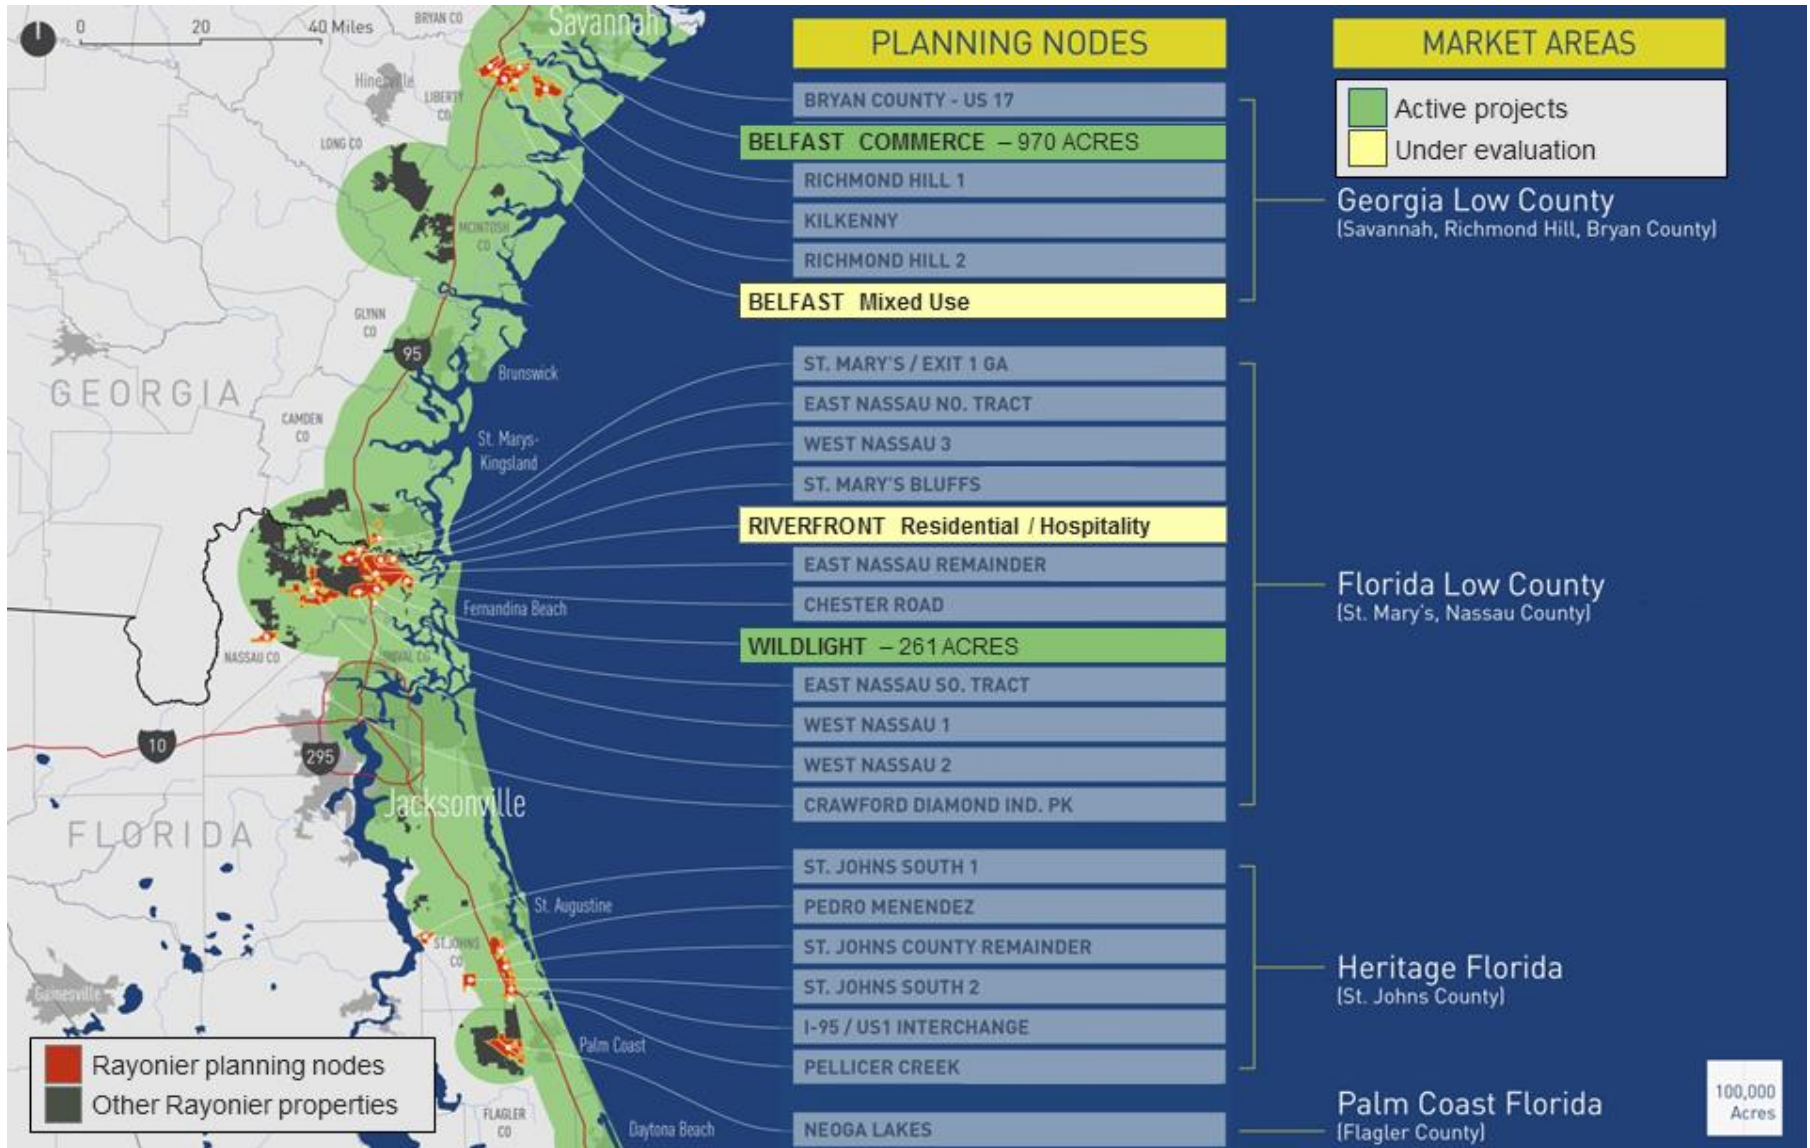 0 20 40 Miles
BRYAN CO
Savannah
Hinesville
LIBERTY
CO
LONG CO
MCINTOSH
CO
GLYNN
CO
95
Brunswick
GEORGIA
CAMDEN
CO
St. Marys-
Kingsland
Fernandina Beach
NASSAU CO
10
295
Jacksonville
FLORIDA
St. Augustine
ST.JOHNS
CO
Gainesville
Palm Coast
FLAGLER
CO
Daytona Beach
Rayonier planning nodes
Other Rayonier properties
PLANNING NODES
BRYAN COUNTY - US 17
BELFAST COMMERCE – 970 ACRES
RICHMOND HILL 1
KILKENNY
RICHMOND HILL 2
BELFAST Mixed Use
ST. MARY'S / EXIT 1 GA
EAST NASSAU NO. TRACT
WEST NASSAU 3
ST. MARY'S BLUFFS
RIVERFRONT Residential / Hospitality
EAST NASSAU REMAINDER
CHESTER ROAD
WILDLIGHT – 261 ACRES
EAST NASSAU SO. TRACT
WEST NASSAU 1
WEST NASSAU 2
CRAWFORD DIAMOND IND. PK
ST. JOHNS SOUTH 1
PEDRO MENENDEZ
ST. JOHNS COUNTY REMAINDER
ST. JOHNS SOUTH 2
I-95 / US1 INTERCHANGE
PELLICER CREEK
NEOGA LAKES
MARKET AREAS
Active projects
Under evaluation
Georgia Low County
(Savannah, Richmond Hill, Bryan County)
Florida Low County
(St. Mary's, Nassau County)
Heritage Florida
(St. Johns County)
Palm Coast Florida
(Flagler County)
100,000
Acres